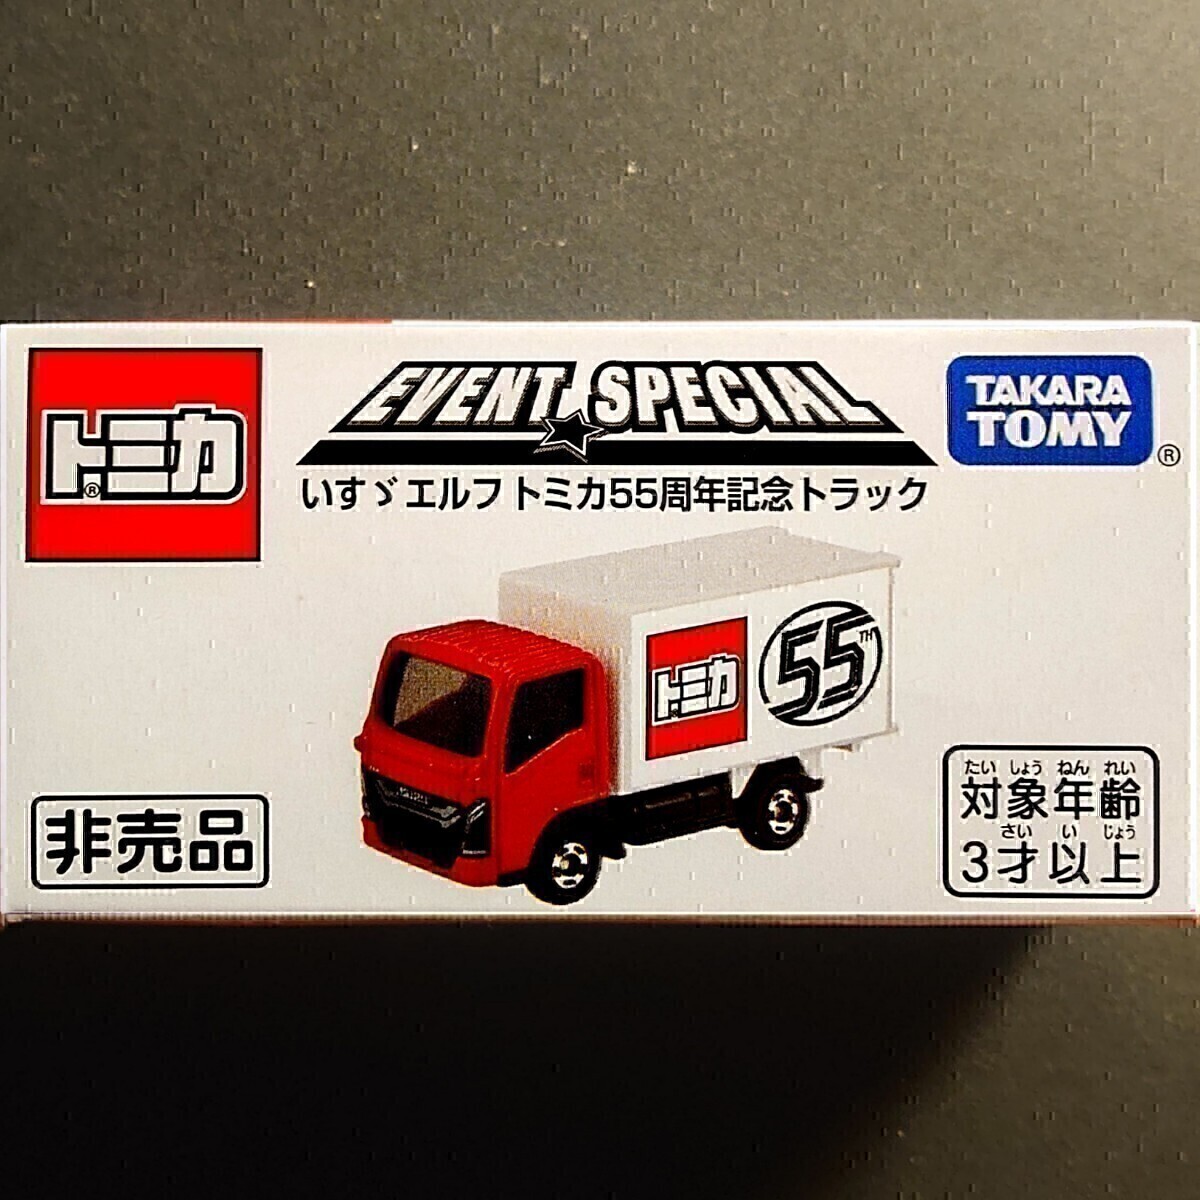 トミカ®
EVENT★SPECIAL
TAKARA
TOMY®
いすゞエルフ トミカ55周年記念トラック
トミカ
55TH
ISUZU
非売品
たいしょうねんれい
対象年齢
さいいじょう
3才以上